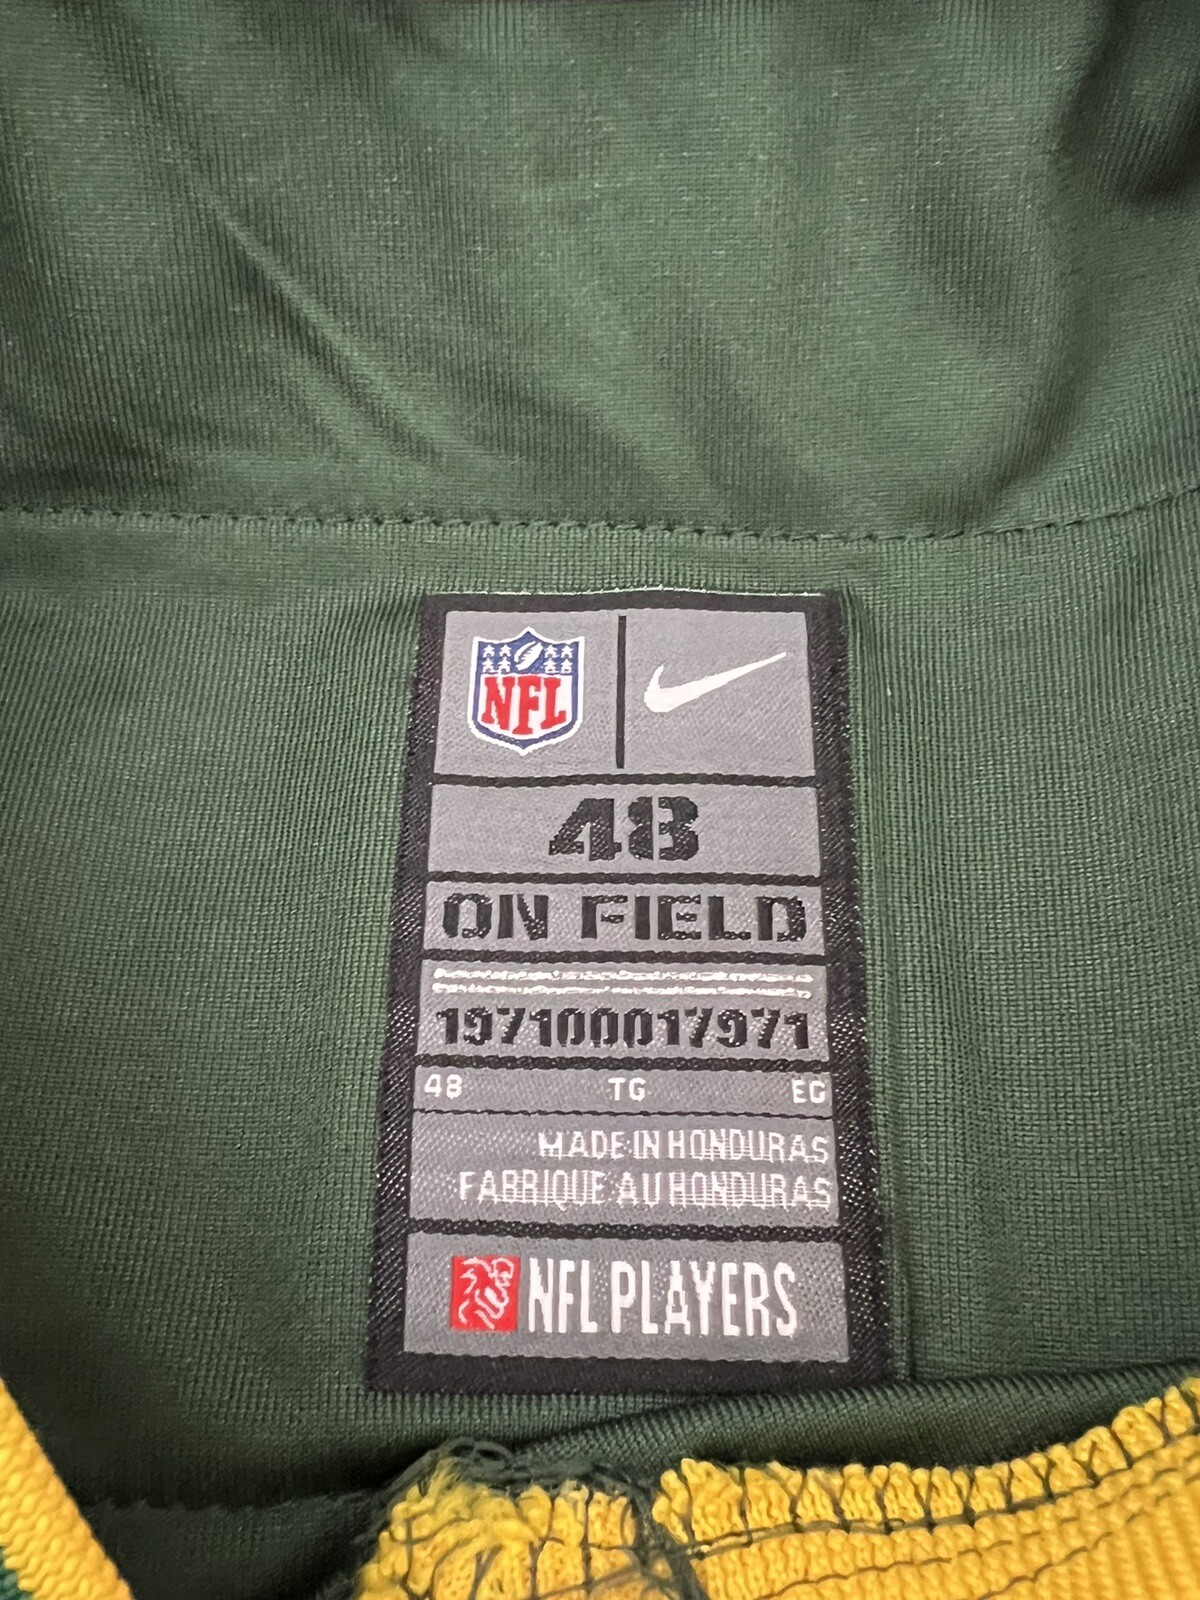 NFL
48
ON FIELD
197100017971
48 TG EG
MADE IN HONDURAS
FABRIQUE AU HONDURAS
NFL PLAYERS